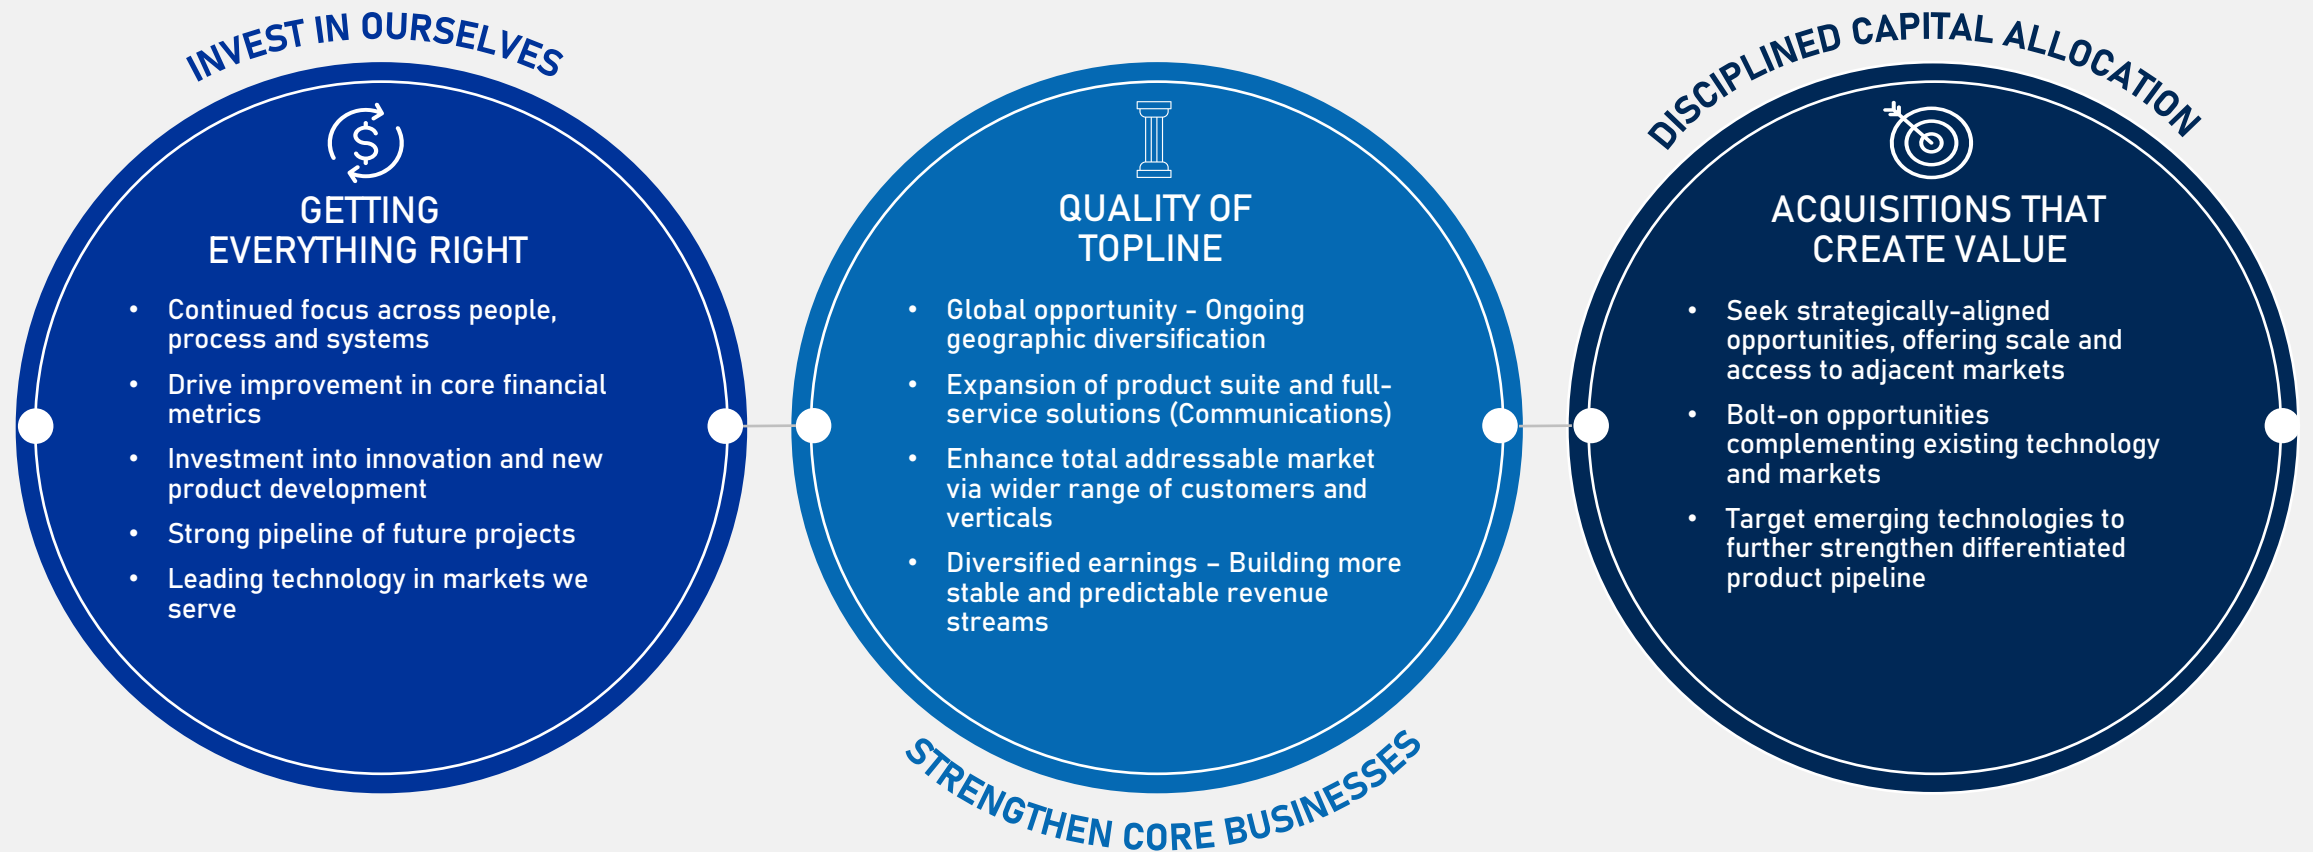 INVEST IN OURSELVES
GETTING
EVERYTHING RIGHT
• Continued focus across people,
process and systems
• Drive improvement in core financial
metrics
• Investment into innovation and new
product development
• Strong pipeline of future projects
• Leading technology in markets we
serve
QUALITY OF
TOPLINE
• Global opportunity - Ongoing
geographic diversification
• Expansion of product suite and full-
service solutions (Communications)
• Enhance total addressable market
via wider range of customers and
verticals
• Diversified earnings – Building more
stable and predictable revenue
streams
STRENGTHEN CORE BUSINESSES
DISCIPLINED CAPITAL ALLOCATION
ACQUISITIONS THAT
CREATE VALUE
• Seek strategically-aligned
opportunities, offering scale and
access to adjacent markets
• Bolt-on opportunities
complementing existing technology
and markets
• Target emerging technologies to
further strengthen differentiated
product pipeline